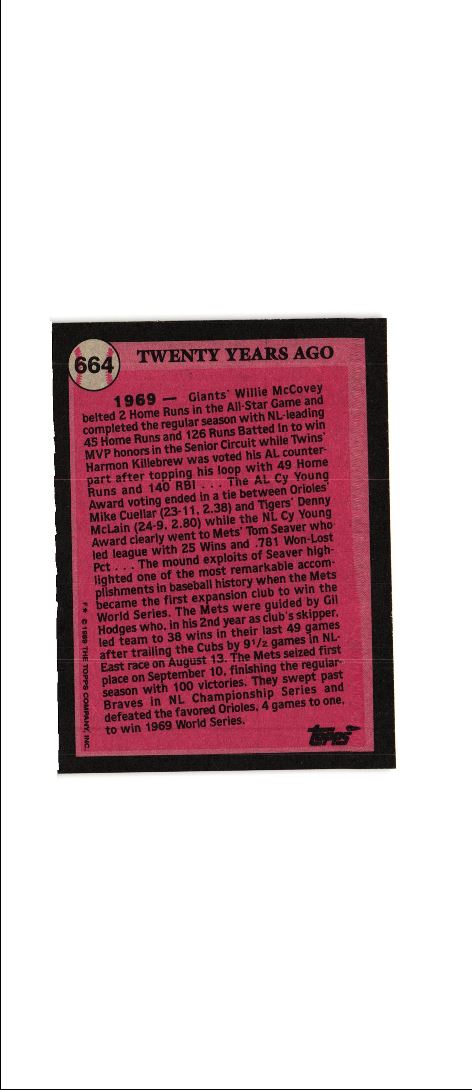 664
TWENTY YEARS AGO
1969 — Giants' Willie McCovey
belted 2 Home Runs in the All-Star Game and
completed the regular season with NL-leading
45 Home Runs and 126 Runs Batted In to win
MVP honors in the Senior Circuit while Twins'
Harmon Killebrew was voted his AL counter-
part after topping his loop with 49 Home
Runs and 140 RBI . . . The AL Cy Young
Award voting ended in a tie between Orioles'
Mike Cuellar (23-11, 2.38) and Tigers' Denny
McLain (24-9, 2.80) while the NL Cy Young
Award clearly went to Mets' Tom Seaver who
led league with 25 Wins and .781 Won-Lost
Pct . . . The mound exploits of Seaver high-
lighted one of the most remarkable accom-
plishments in baseball history when the Mets
became the first expansion club to win the
World Series. The Mets were guided by Gil
Hodges who, in his 2nd year as club's skipper,
led team to 38 wins in their last 49 games
after trailing the Cubs by 9½ games in NL-
East race on August 13. The Mets seized first
place on September 10, finishing the regular-
season with 100 victories. They swept past
Braves in NL Championship Series and
defeated the favored Orioles, 4 games to one,
to win 1969 World Series.
F★ © 1989 THE TOPPS COMPANY, INC.
topps